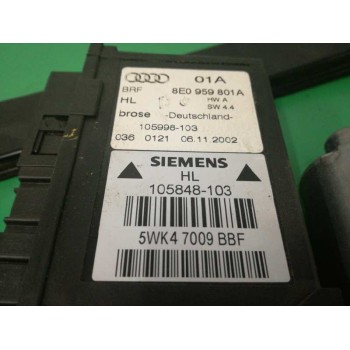 01A
BRF 8E0 959 801A
HL HW A
SW 4.4
brose -Deutschland-
105998-103
036 0121 06.11.2002
SIEMENS
HL
105848-103
5WK4 7009 BBF